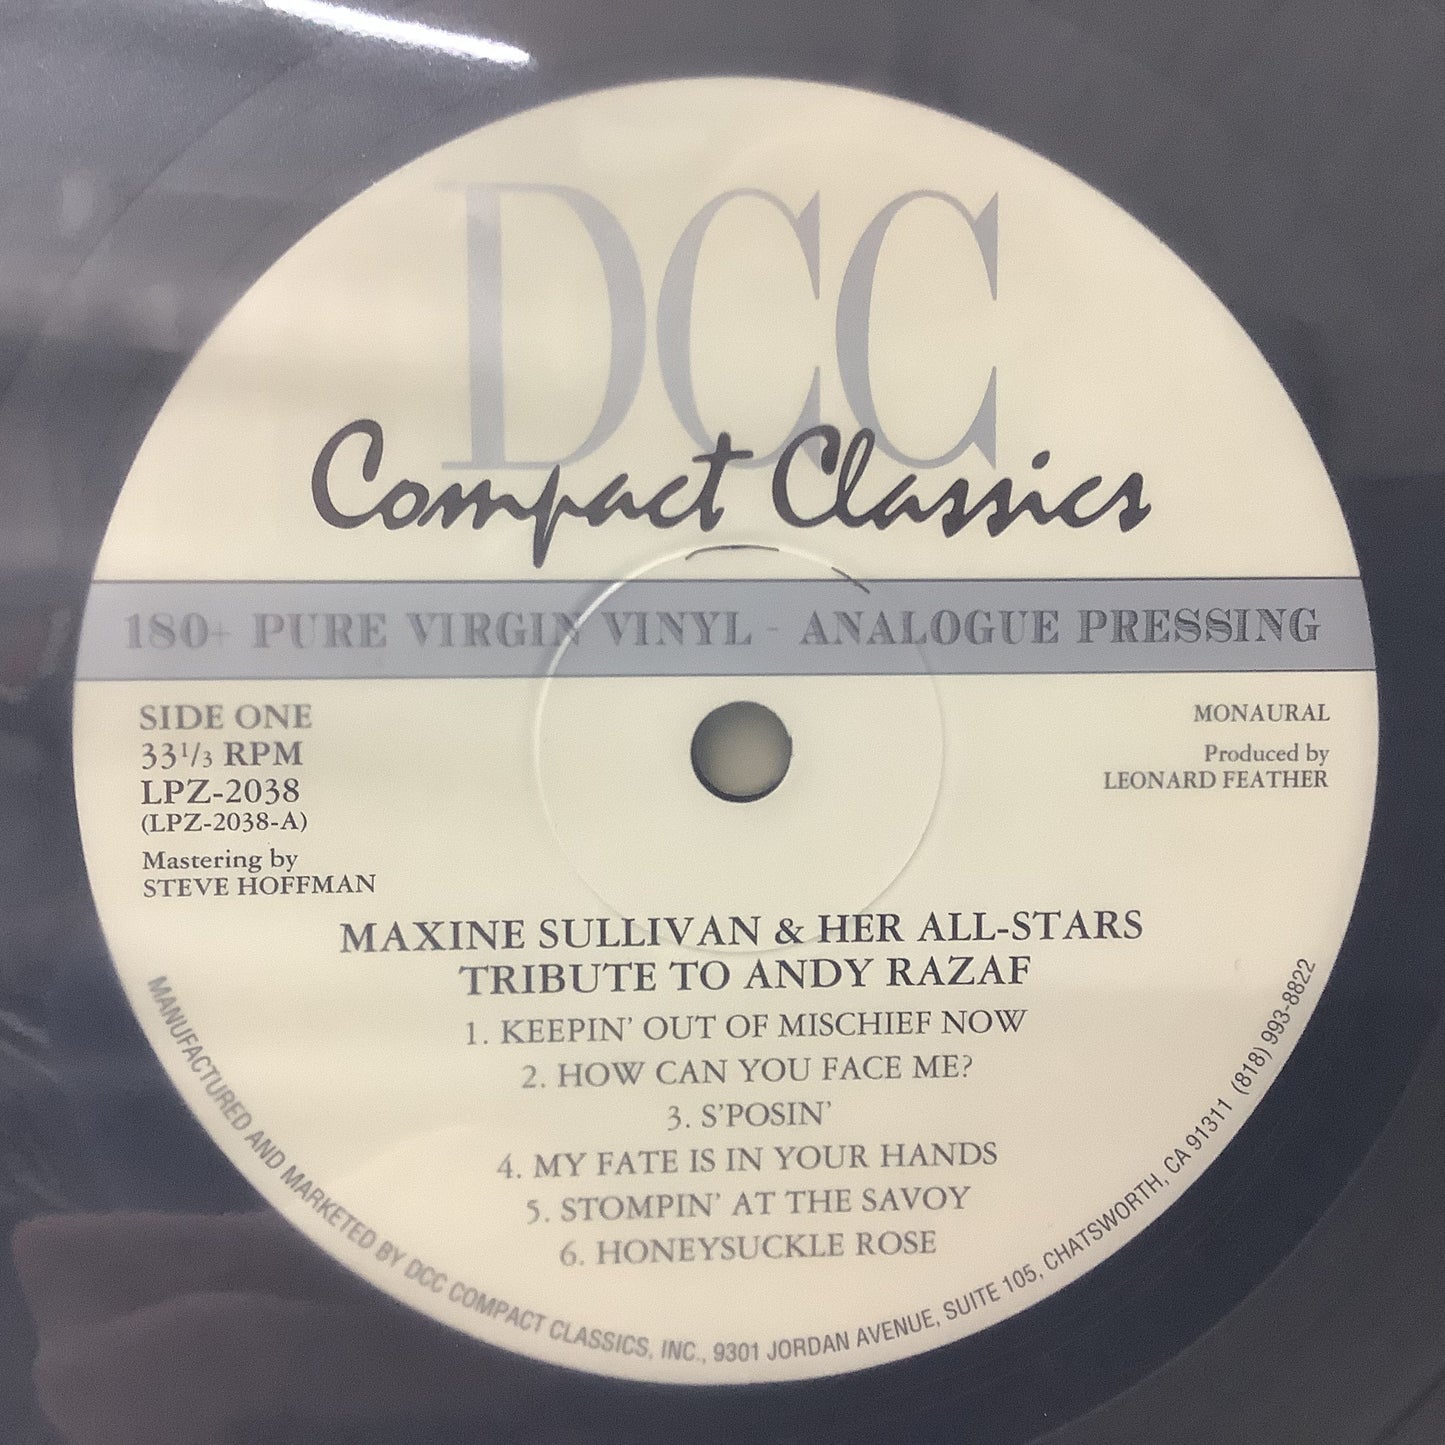 DCC
Compact Classics
180+ PURE VIRGIN VINYL - ANALOGUE PRESSING
SIDE ONE
33 1/3 RPM
LPZ-2038
(LPZ-2038-A)
Mastering by
STEVE HOFFMAN
MONAURAL
Produced by
LEONARD FEATHER
MAXINE SULLIVAN & HER ALL-STARS
TRIBUTE TO ANDY RAZAF
1. KEEPIN' OUT OF MISCHIEF NOW
2. HOW CAN YOU FACE ME?
3. S'POSIN'
4. MY FATE IS IN YOUR HANDS
5. STOMPIN' AT THE SAVOY
6. HONEYSUCKLE ROSE
MANUFACTURED AND MARKETED BY DCC COMPACT CLASSICS, INC., 9301 JORDAN AVENUE, SUITE 105, CHATSWORTH, CA 91311 (818) 993-8822